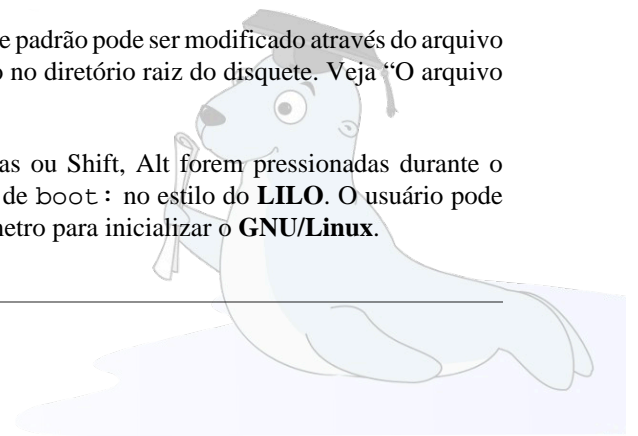 e padrão pode ser modificado através do arquivo
o no diretório raiz do disquete. Veja “O arquivo
as ou Shift, Alt forem pressionadas durante o
de boot: no estilo do LILO. O usuário pode
netro para inicializar o GNU/Linux.